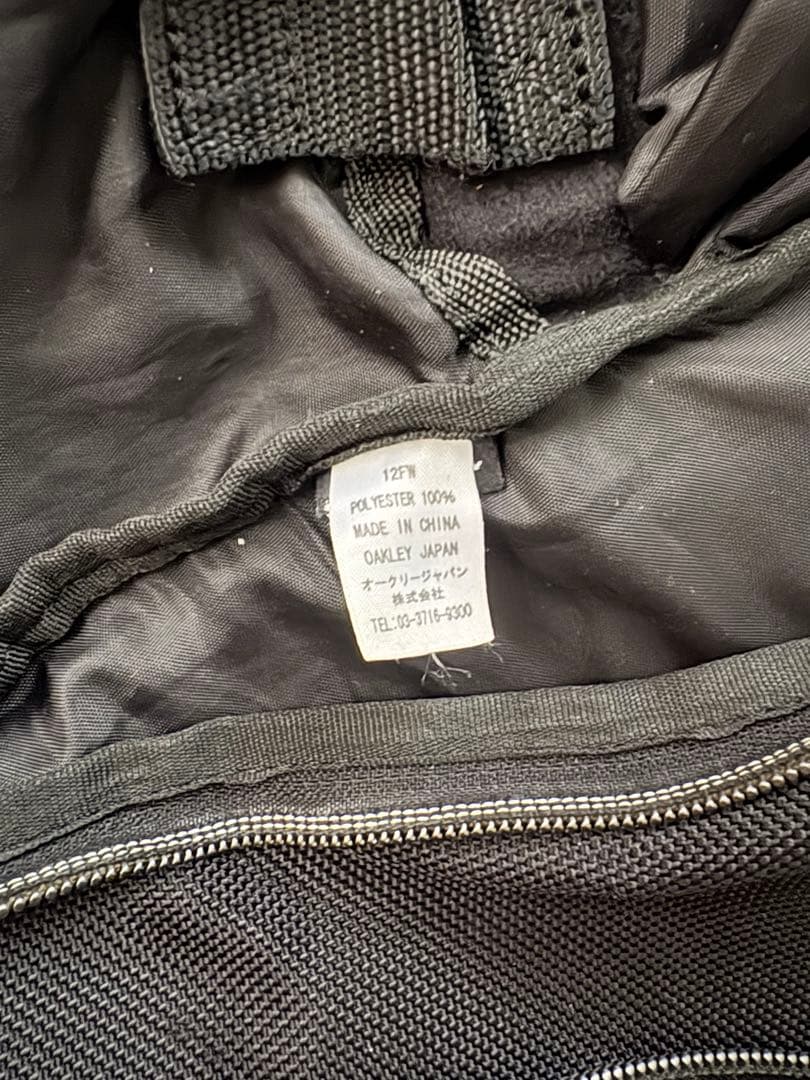 12FW
POLYESTER 100%
MADE IN CHINA
OAKLEY JAPAN
オークリージャパン
株式会社
TEL:03-3716-9300